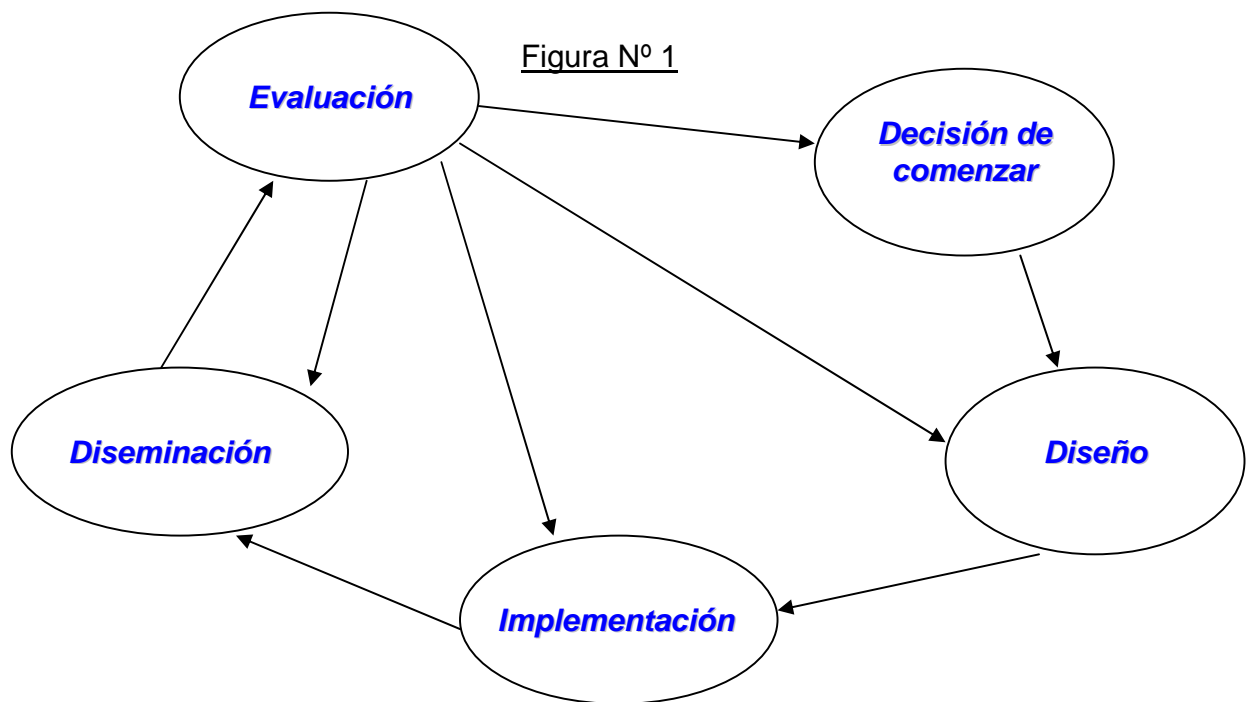 Figura Nº 1
Evaluación
Decisión de
comenzar
Diseminación
Diseño
Implementación